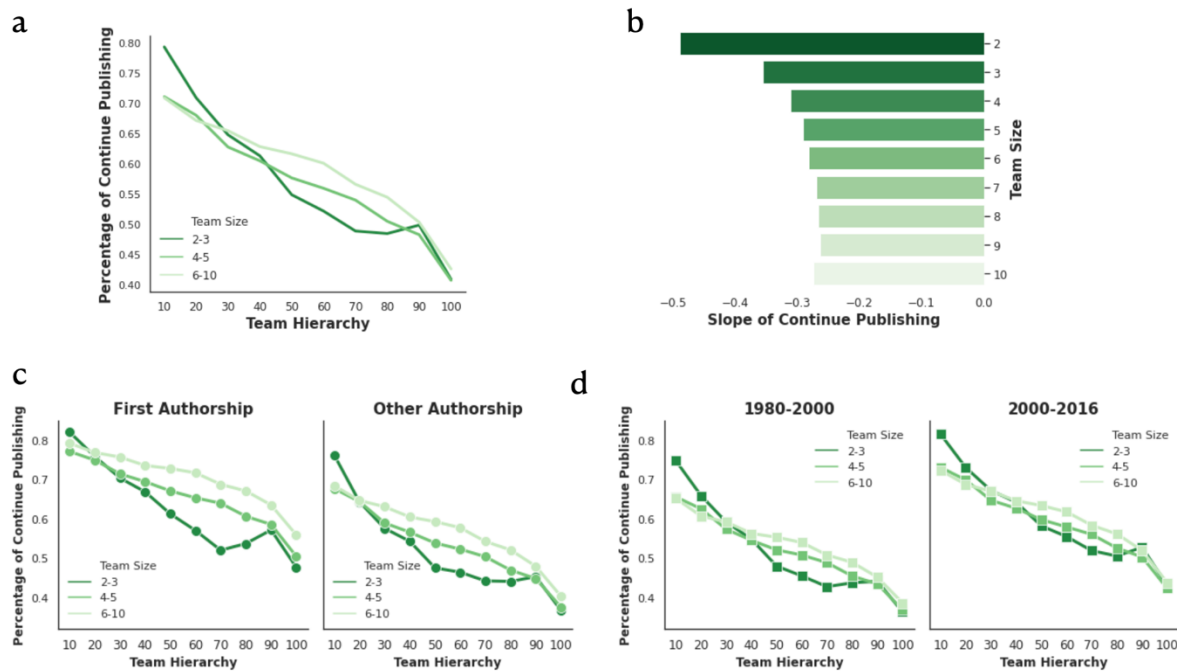 a
Percentage of Continue Publishing
0.80
0.75
0.70
0.65
0.60
0.55
0.50
0.45
0.40
Team Size
2-3
4-5
6-10
10 20 30 40 50 60 70 80 90 100
Team Hierarchy
b
2
3
4
5
6
7
8
9
10
Team Size
−0.5 −0.4 −0.3 −0.2 −0.1 0.0
Slope of Continue Publishing
c
First Authorship
Percentage of Continue Publishing
0.8
0.7
0.6
0.5
0.4
Team Size
2-3
4-5
6-10
10 20 30 40 50 60 70 80 90 100
Team Hierarchy
Other Authorship
Team Size
2-3
4-5
6-10
10 20 30 40 50 60 70 80 90 100
Team Hierarchy
d
1980-2000
Percentage of Continue Publishing
0.8
0.7
0.6
0.5
0.4
Team Size
2-3
4-5
6-10
10 20 30 40 50 60 70 80 90 100
Team Hierarchy
2000-2016
Team Size
2-3
4-5
6-10
10 20 30 40 50 60 70 80 90 100
Team Hierarchy